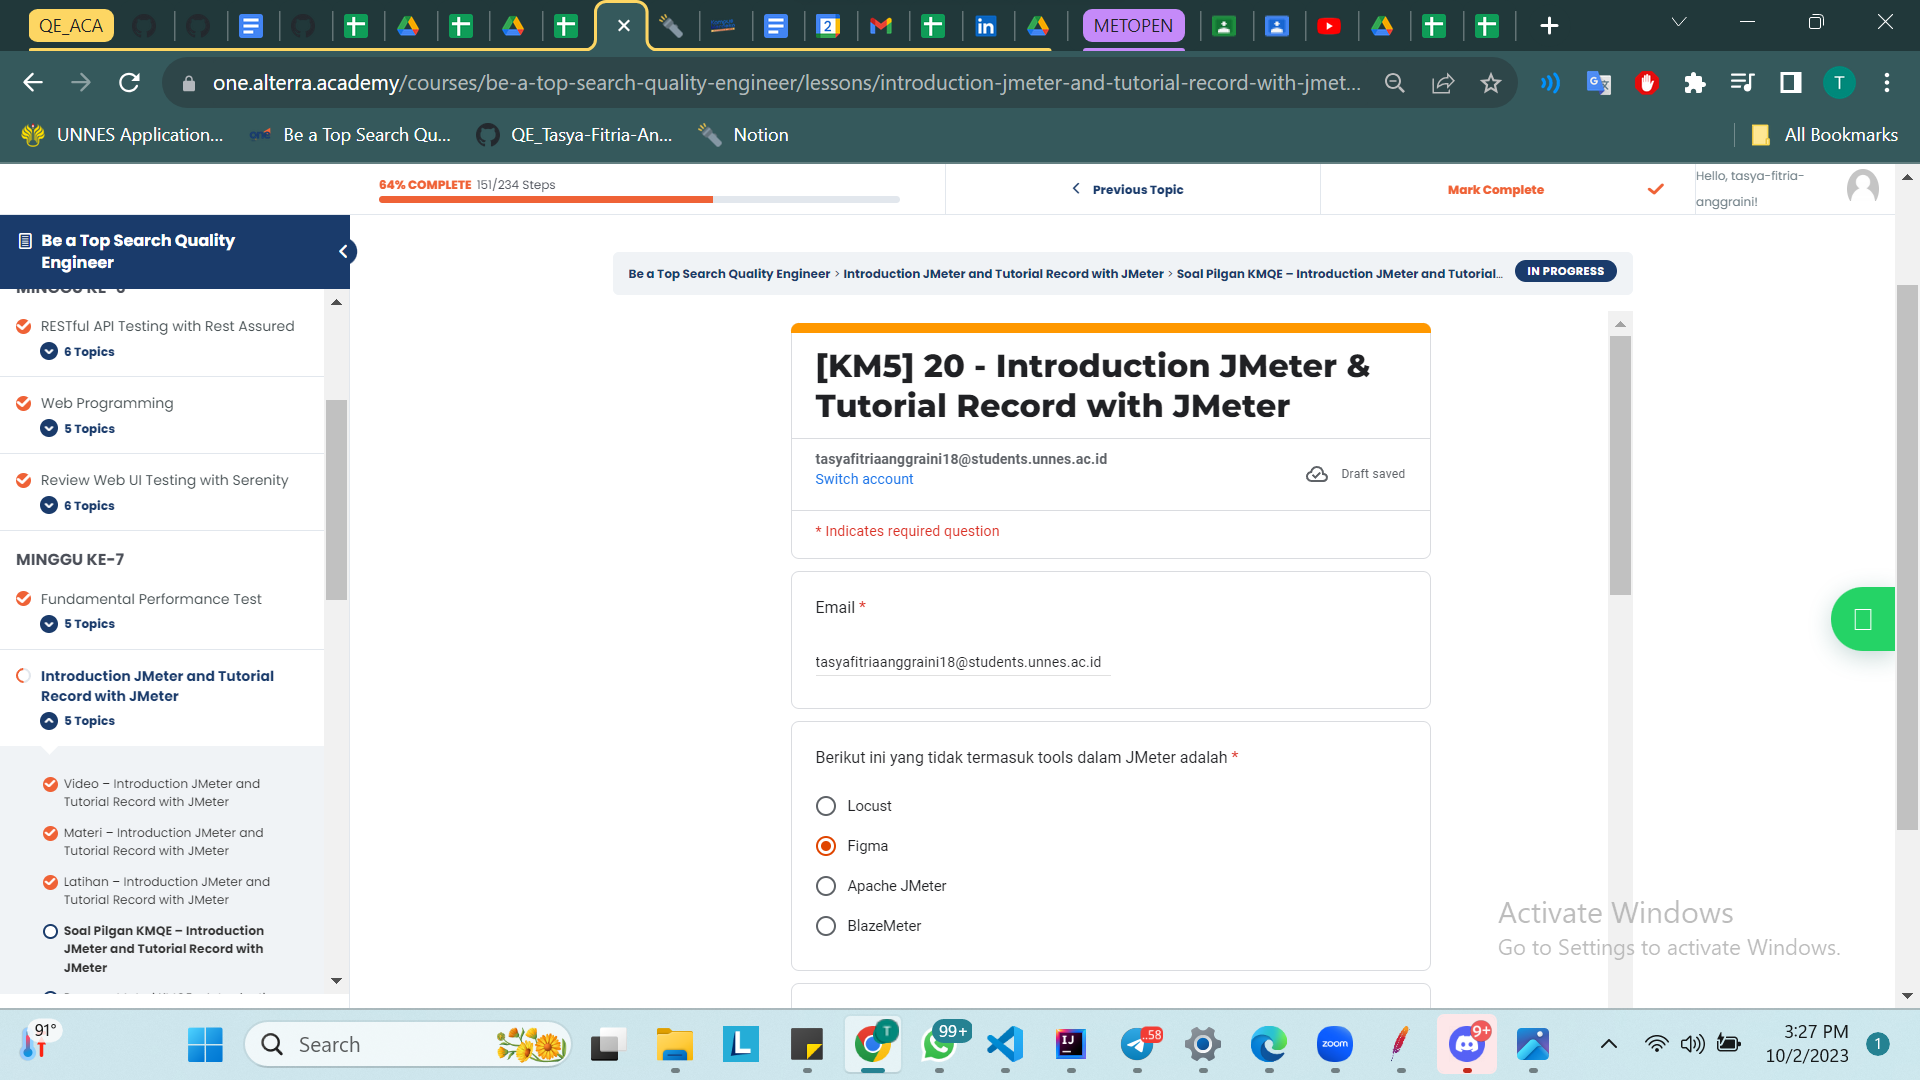 QE_ACA
METOPEN
one.alterra.academy/courses/be-a-top-search-quality-engineer/lessons/introduction-jmeter-and-tutorial-record-with-jmet...
T
UNNES Application...
one
Be a Top Search Qu...
QE_Tasya-Fitria-An...
Notion
All Bookmarks
64% COMPLETE 151/234 Steps
Previous Topic
Mark Complete
Hello, tasya-fitria-
anggraini!
Be a Top Search Quality
Engineer
Be a Top Search Quality Engineer > Introduction JMeter and Tutorial Record with JMeter > Soal Pilgan KMQE – Introduction JMeter and Tutorial...
IN PROGRESS
MINGGU KE-6
RESTful API Testing with Rest Assured
6 Topics
Web Programming
5 Topics
Review Web UI Testing with Serenity
6 Topics
MINGGU KE-7
Fundamental Performance Test
5 Topics
Introduction JMeter and Tutorial
Record with JMeter
5 Topics
Video – Introduction JMeter and
Tutorial Record with JMeter
Materi – Introduction JMeter and
Tutorial Record with JMeter
Latihan – Introduction JMeter and
Tutorial Record with JMeter
Soal Pilgan KMQE – Introduction
JMeter and Tutorial Record with
JMeter
[KM5] 20 - Introduction JMeter &
Tutorial Record with JMeter
tasyafitriaanggraini18@students.unnes.ac.id
Switch account
Draft saved
* Indicates required question
Email *
tasyafitriaanggraini18@students.unnes.ac.id
Berikut ini yang tidak termasuk tools dalam JMeter adalah *
Locust
Figma
Apache JMeter
BlazeMeter
Activate Windows
Go to Settings to activate Windows.
91°
Search
L
T
99+
IJ
..58
zoom
9+
3:27 PM
10/2/2023
1